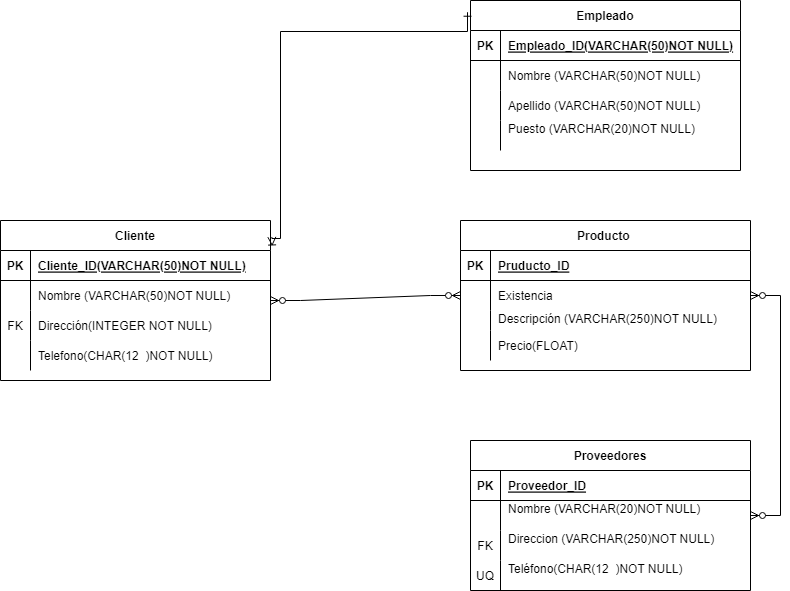 Empleado
PK Empleado_ID(VARCHAR(50)NOT NULL)
Nombre (VARCHAR(50)NOT NULL)
Apellido (VARCHAR(50)NOT NULL)
Puesto (VARCHAR(20)NOT NULL)
Cliente
PK Cliente_ID(VARCHAR(50)NOT NULL)
Nombre (VARCHAR(50)NOT NULL)
FK Dirección(INTEGER NOT NULL)
Telefono(CHAR(12 )NOT NULL)
Producto
PK Pruducto_ID
Existencia
Descripción (VARCHAR(250)NOT NULL)
Precio(FLOAT)
Proveedores
PK Proveedor_ID
Nombre (VARCHAR(20)NOT NULL)
FK Direccion (VARCHAR(250)NOT NULL)
UQ Teléfono(CHAR(12 )NOT NULL)